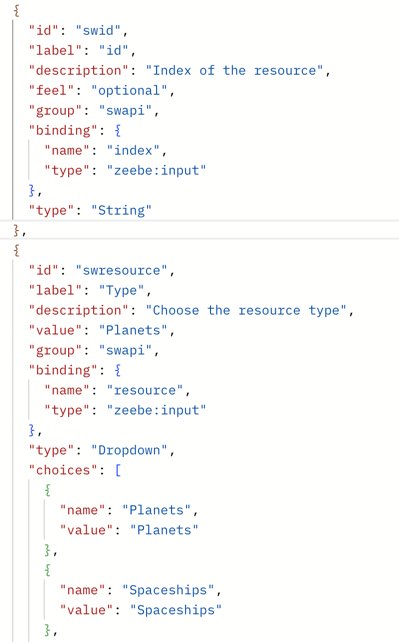 {
"id": "swid",
"label": "id",
"description": "Index of the resource",
"feel": "optional",
"group": "swapi",
"binding": {
"name": "index",
"type": "zeebe:input"
},
"type": "String"
},
{
"id": "swresource",
"label": "Type",
"description": "Choose the resource type",
"value": "Planets",
"group": "swapi",
"binding": {
"name": "resource",
"type": "zeebe:input"
},
"type": "Dropdown",
"choices": [
{
"name": "Planets",
"value": "Planets"
},
{
"name": "Spaceships",
"value": "Spaceships"
},